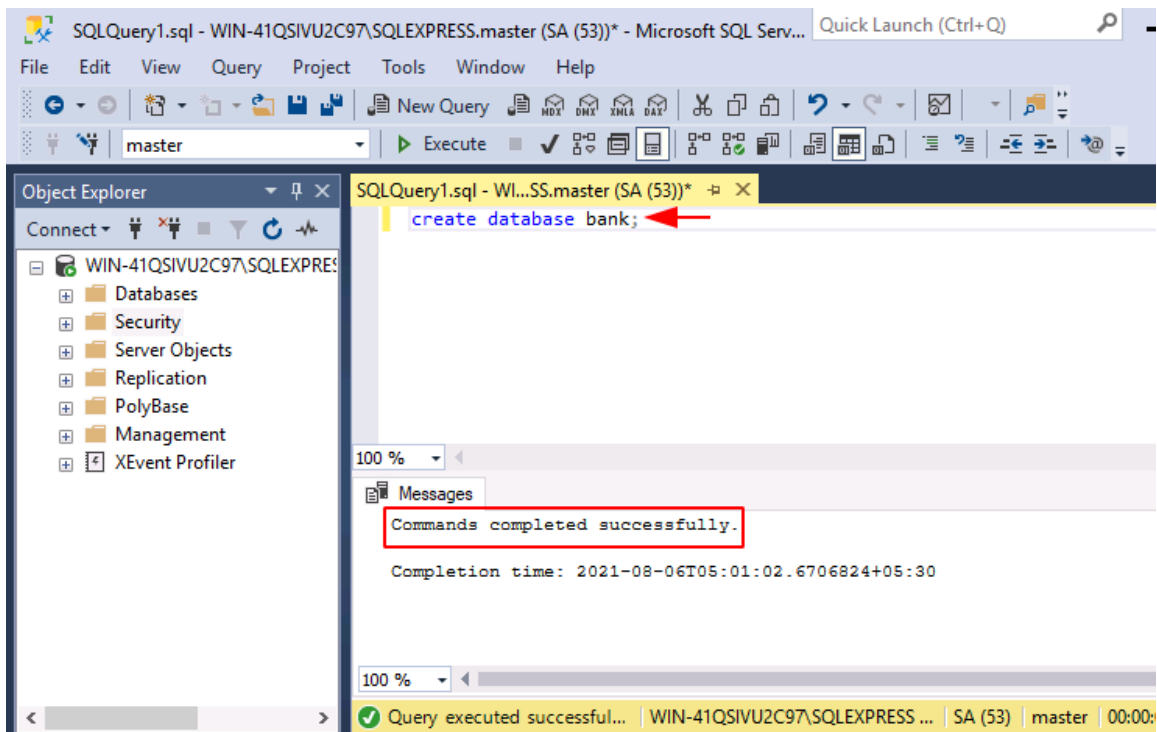 SQLQuery1.sql - WIN-41QSIVU2C97\SQLEXPRESS.master (SA (53))* - Microsoft SQL Serv... Quick Launch (Ctrl+Q)
File Edit View Query Project Tools Window Help
New Query MDX DMX XMLA DAX
master Execute
Object Explorer
Connect
WIN-41QSIVU2C97\SQLEXPRES
Databases
Security
Server Objects
Replication
PolyBase
Management
XEvent Profiler
SQLQuery1.sql - WI...SS.master (SA (53))*
create database bank;
100 %
Messages
Commands completed successfully.
Completion time: 2021-08-06T05:01:02.6706824+05:30
100 %
Query executed successful... WIN-41QSIVU2C97\SQLEXPRESS ... SA (53) master 00:00: